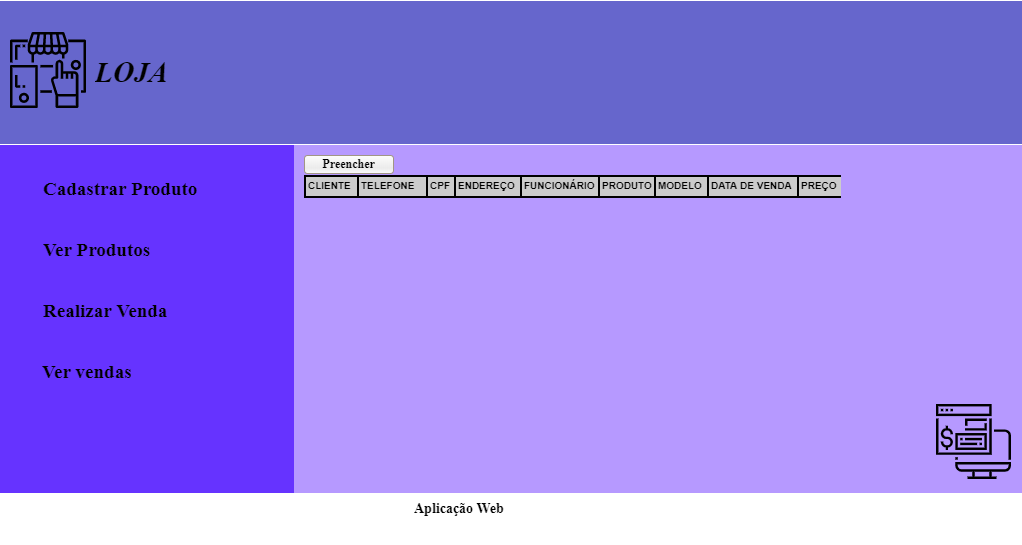 LOJA
Cadastrar Produto
Ver Produtos
Realizar Venda
Ver vendas
Preencher
CLIENTE TELEFONE CPF ENDEREÇO FUNCIONÁRIO PRODUTO MODELO DATA DE VENDA PREÇO
$
Aplicação Web